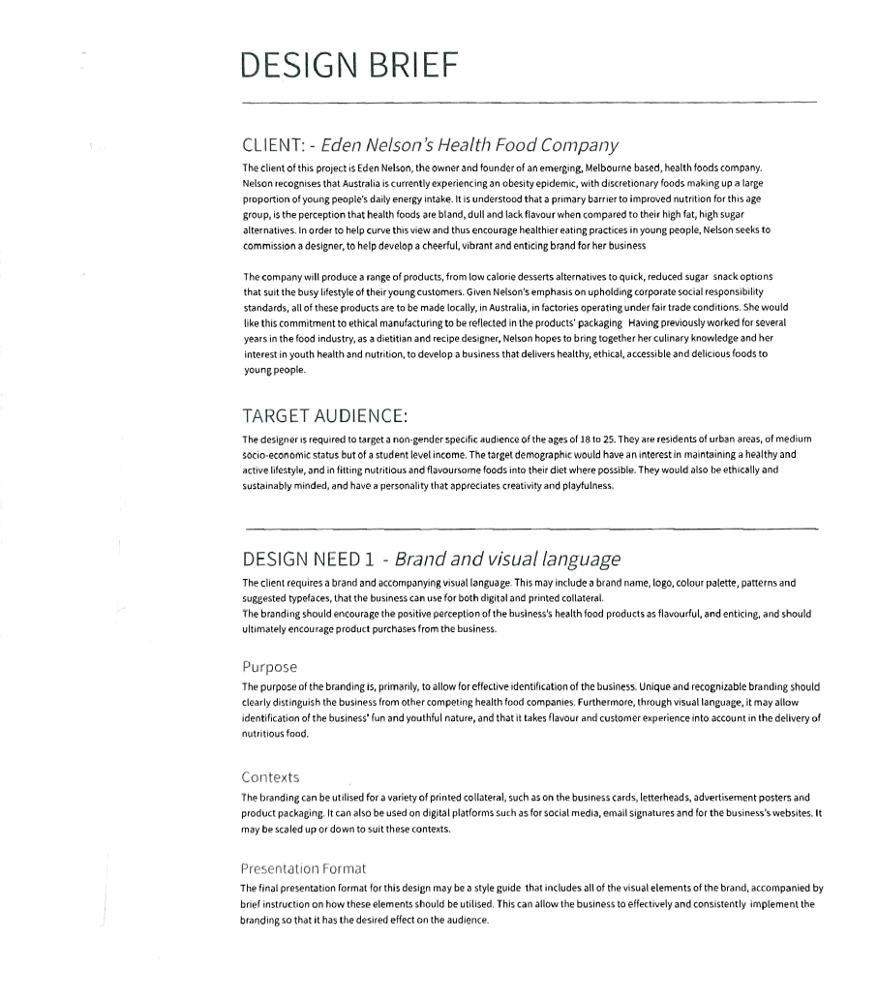 DESIGN BRIEF
CLIENT: - Eden Nelson's Health Food Company
The client of this project is Eden Nelson, the owner and founder of an emerging, Melbourne based, health foods company.
Nelson recognises that Australia is currently experiencing an obesity epidemic, with discretionary foods making up a large
proportion of young people's daily energy intake. It is understood that a primary barrier to improved nutrition for this age
group, is the perception that health foods are bland, dull and lack flavour when compared to their high fat, high sugar
alternatives. In order to help curve this view and thus encourage healthier eating practices in young people, Nelson seeks to
commission a designer, to help develop a cheerful, vibrant and enticing brand for her business
The company will produce a range of products, from low calorie desserts alternatives to quick, reduced sugar snack options
that suit the busy lifestyle of their young customers. Given Nelson's emphasis on upholding corporate social responsibility
standards, all of these products are to be made locally, in Australia, in factories operating under fair trade conditions. She would
like this commitment to ethical manufacturing to be reflected in the products' packaging Having previously worked for several
years in the food industry, as a dietitian and recipe designer, Nelson hopes to bring together her culinary knowledge and her
interest in youth health and nutrition, to develop a business that delivers healthy, ethical, accessible and delicious foods to
young people.
TARGET AUDIENCE:
The designer is required to target a non-gender specific audience of the ages of 18 to 25. They are residents of urban areas, of medium
socio-economic status but of a student level income. The target demographic would have an interest in maintaining a healthy and
active lifestyle, and in fitting nutritious and flavoursome foods into their diet where possible. They would also be ethically and
sustainably minded, and have a personality that appreciates creativity and playfulness.
DESIGN NEED 1 - Brand and visual language
The client requires a brand and accompanying visual language. This may include a brand name, logo, colour palette, patterns and
suggested typefaces, that the business can use for both digital and printed collateral.
The branding should encourage the positive perception of the business's health food products as flavourful, and enticing, and should
ultimately encourage product purchases from the business.
Purpose
The purpose of the branding is, primarily, to allow for effective identification of the business. Unique and recognizable branding should
clearly distinguish the business from other competing health food companies. Furthermore, through visual language, it may allow
identification of the business' fun and youthful nature, and that it takes flavour and customer experience into account in the delivery of
nutritious food.
Contexts
The branding can be utilised for a variety of printed collateral, such as on the business cards, letterheads, advertisement posters and
product packaging. It can also be used on digital platforms such as for social media, email signatures and for the business's websites. It
may be scaled up or down to suit these contexts.
Presentation Format
The final presentation format for this design may be a style guide that includes all of the visual elements of the brand, accompanied by
brief instruction on how these elements should be utilised. This can allow the business to effectively and consistently implement the
branding so that it has the desired effect on the audience.